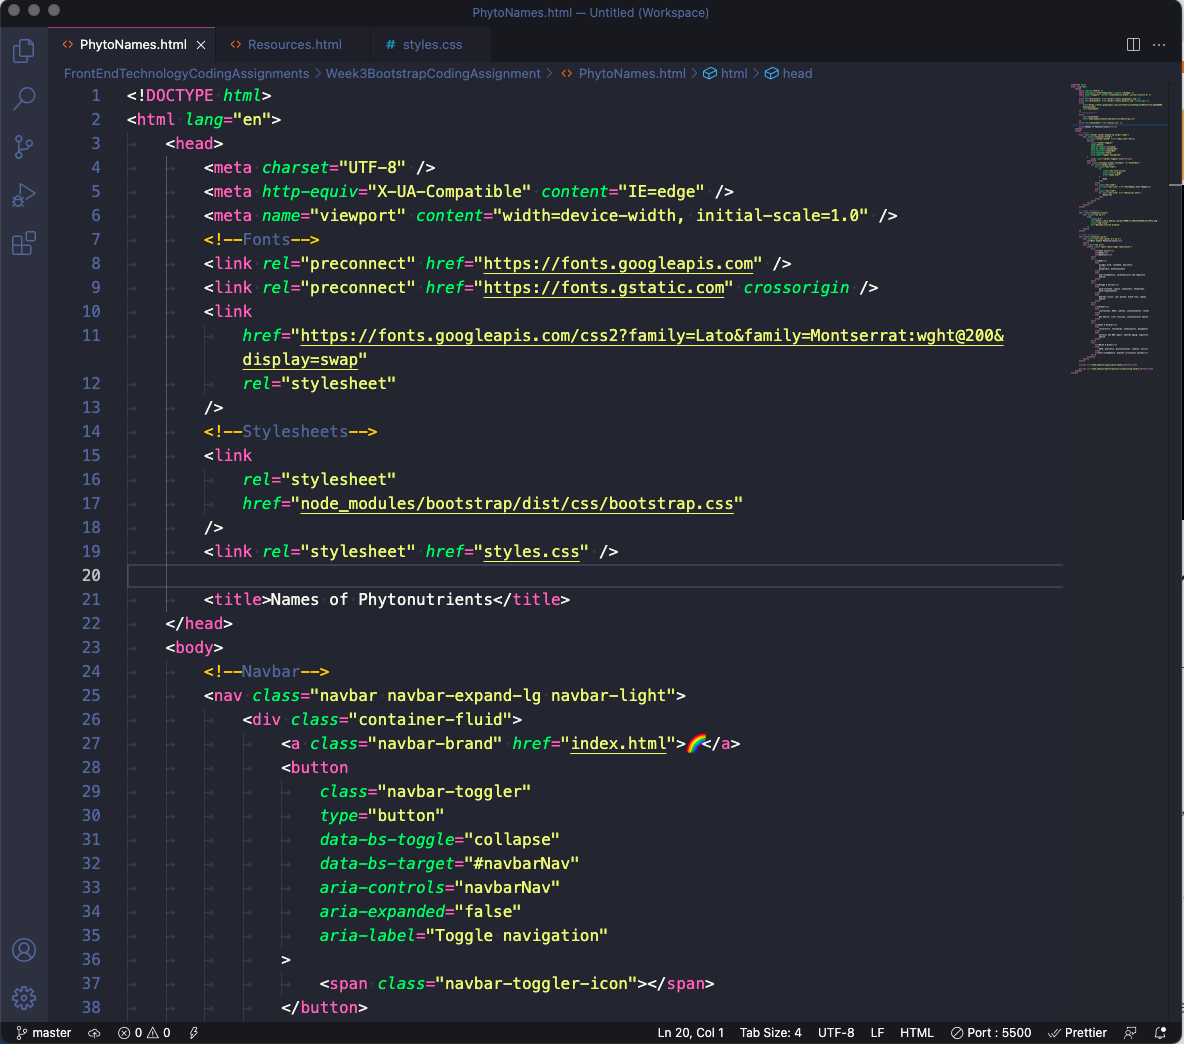 PhytoNames.html — Untitled (Workspace)
PhytoNames.html Resources.html # styles.css
FrontEndTechnologyCodingAssignments > Week3BootstrapCodingAssignment > PhytoNames.html > html > head
1 <!DOCTYPE html>
2 <html lang="en">
3 <head>
4 <meta charset="UTF-8" />
5 <meta http-equiv="X-UA-Compatible" content="IE=edge" />
6 <meta name="viewport" content="width=device-width, initial-scale=1.0" />
7 <!--Fonts-->
8 <link rel="preconnect" href="https://fonts.googleapis.com" />
9 <link rel="preconnect" href="https://fonts.gstatic.com" crossorigin />
10 <link
11 href="https://fonts.googleapis.com/css2?family=Lato&family=Montserrat:wght@200&
display=swap"
12 rel="stylesheet"
13 />
14 <!--Stylesheets-->
15 <link
16 rel="stylesheet"
17 href="node_modules/bootstrap/dist/css/bootstrap.css"
18 />
19 <link rel="stylesheet" href="styles.css" />
20
21 <title>Names of Phytonutrients</title>
22 </head>
23 <body>
24 <!--Navbar-->
25 <nav class="navbar navbar-expand-lg navbar-light">
26 <div class="container-fluid">
27 <a class="navbar-brand" href="index.html">🌈</a>
28 <button
29 class="navbar-toggler"
30 type="button"
31 data-bs-toggle="collapse"
32 data-bs-target="#navbarNav"
33 aria-controls="navbarNav"
34 aria-expanded="false"
35 aria-label="Toggle navigation"
36 >
37 <span class="navbar-toggler-icon"></span>
38 </button>
master 0 0 Ln 20, Col 1 Tab Size: 4 UTF-8 LF HTML Port : 5500 Prettier